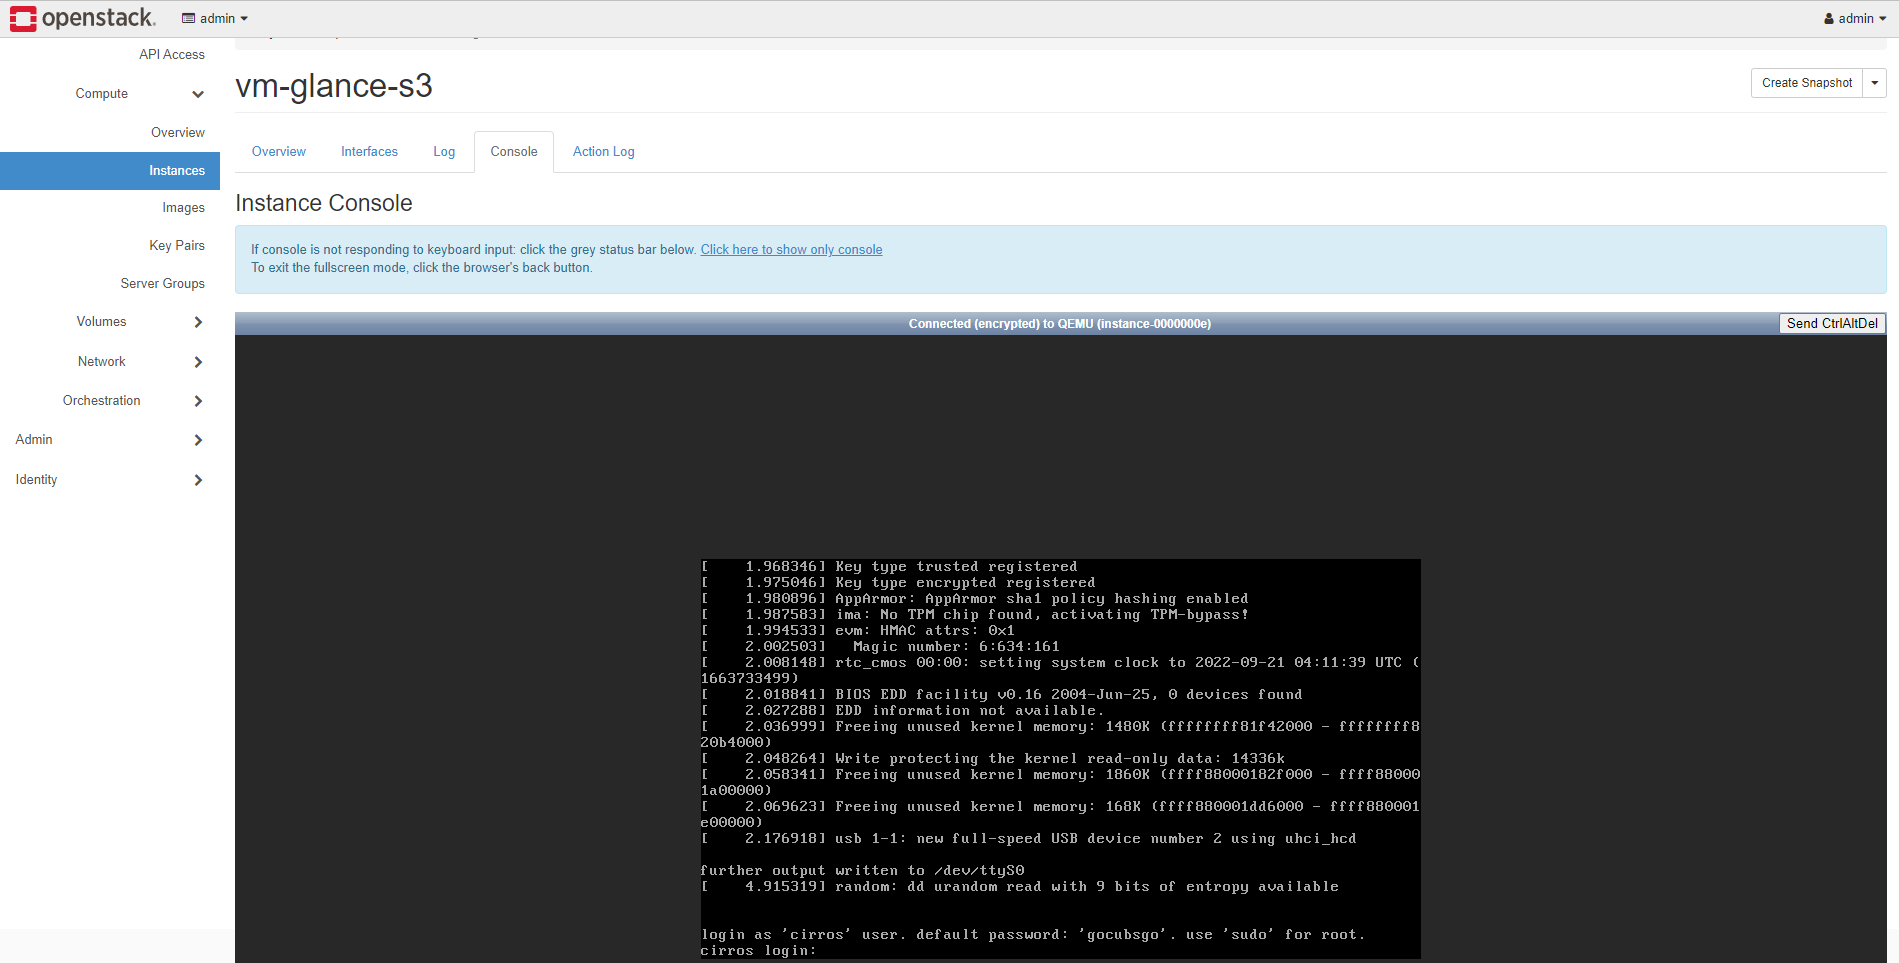 openstack. admin admin
API Access
Compute
Overview
Instances
Images
Key Pairs
Server Groups
Volumes
Network
Orchestration
Admin
Identity
vm-glance-s3
Create Snapshot
Overview Interfaces Log Console Action Log
Instance Console
If console is not responding to keyboard input: click the grey status bar below. Click here to show only console
To exit the fullscreen mode, click the browser's back button.
Connected (encrypted) to QEMU (instance-0000000e)
Send CtrlAltDel
[    1.968346] Key type trusted registered
[    1.975046] Key type encrypted registered
[    1.980896] AppArmor: AppArmor sha1 policy hashing enabled
[    1.987583] ima: No TPM chip found, activating TPM-bypass!
[    1.994533] evm: HMAC attrs: 0x1
[    2.002503]   Magic number: 6:634:161
[    2.008148] rtc_cmos 00:00: setting system clock to 2022-09-21 04:11:39 UTC (
1663733499)
[    2.018841] BIOS EDD facility v0.16 2004-Jun-25, 0 devices found
[    2.027288] EDD information not available.
[    2.036999] Freeing unused kernel memory: 1480K (ffffffff81f42000 - ffffffff8
20b4000)
[    2.048264] Write protecting the kernel read-only data: 14336k
[    2.058341] Freeing unused kernel memory: 1860K (ffff88000182f000 - ffff88000
1a00000)
[    2.069623] Freeing unused kernel memory: 168K (ffff880001dd6000 - ffff880001
e00000)
[    2.176918] usb 1-1: new full-speed USB device number 2 using uhci_hcd
further output written to /dev/ttyS0
[    4.915319] random: dd urandom read with 9 bits of entropy available
login as 'cirros' user. default password: 'gocubsgo'. use 'sudo' for root.
cirros login: